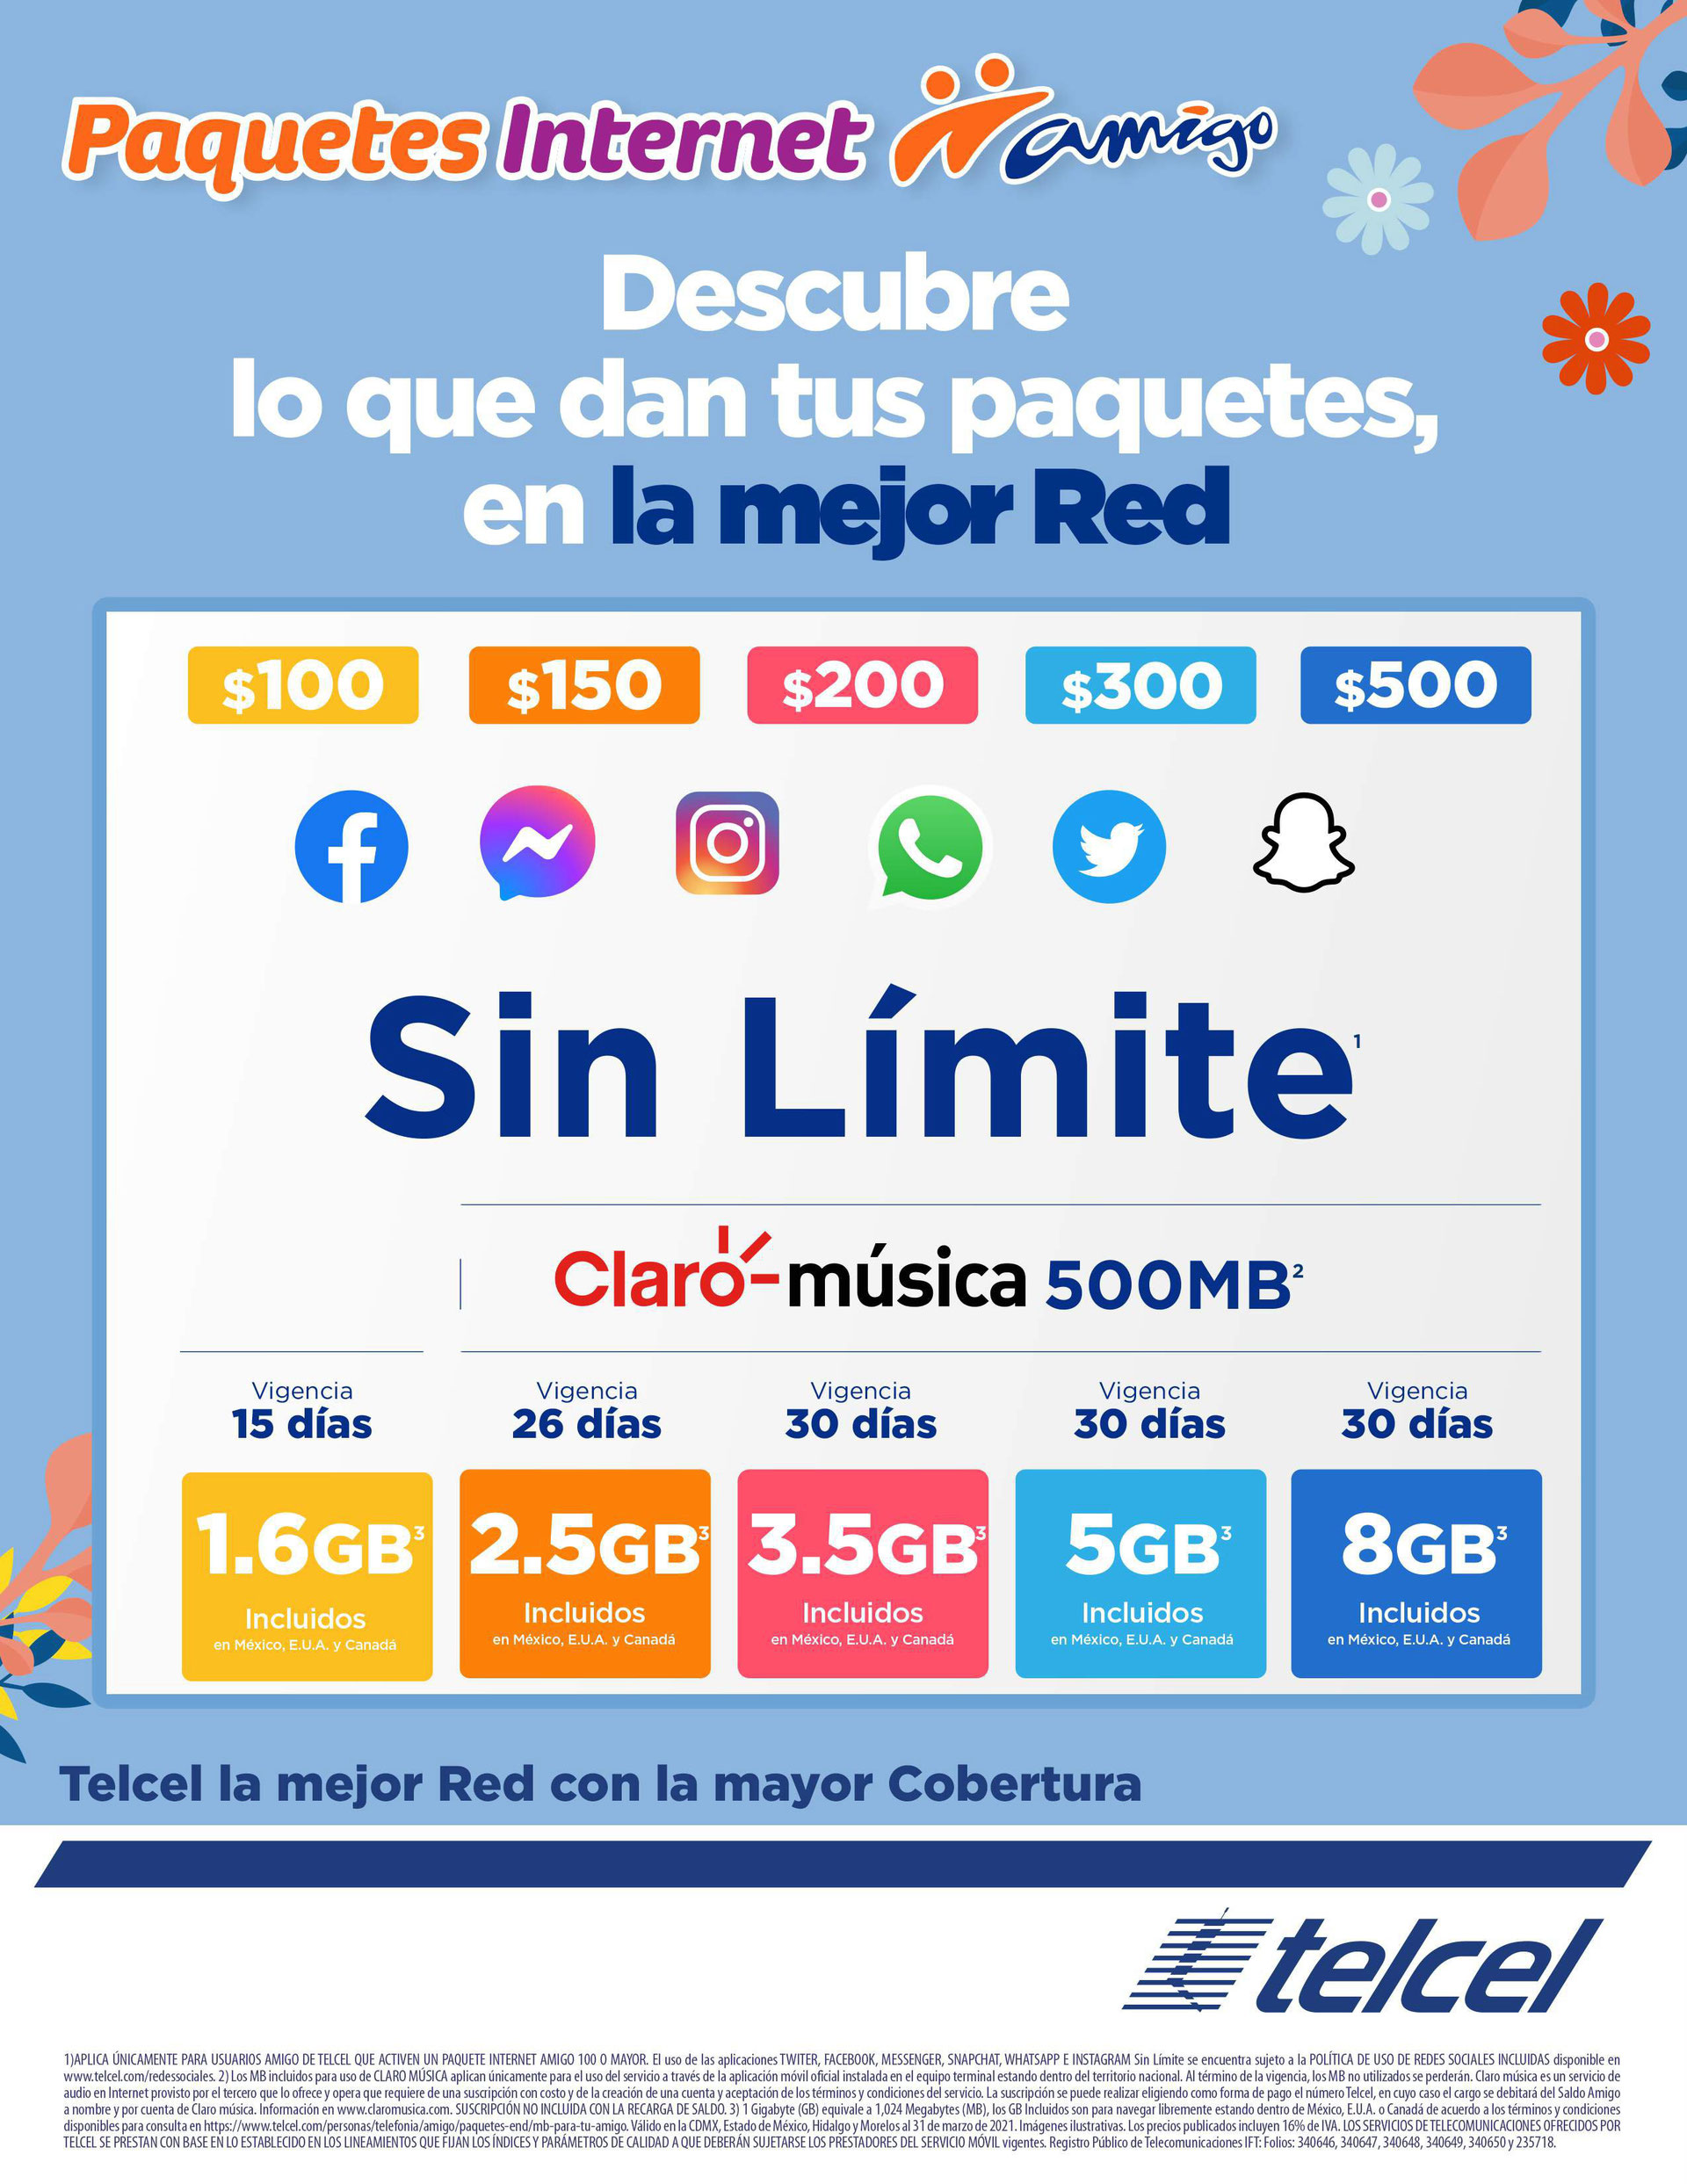 Paquetes Internet amigo
Descubre
lo que dan tus paquetes,
en la mejor Red
$100 $150 $200 $300 $500
Sin Límite¹
Claro música 500MB²
Vigencia Vigencia Vigencia Vigencia Vigencia
15 días 26 días 30 días 30 días 30 días
1.6GB³ 2.5GB³ 3.5GB³ 5GB³ 8GB³
Incluidos Incluidos Incluidos Incluidos Incluidos
en México, E.U.A. y Canadá en México, E.U.A. y Canadá en México, E.U.A. y Canadá en México, E.U.A. y Canadá en México, E.U.A. y Canadá
Telcel la mejor Red con la mayor Cobertura
telcel
1)APLICA ÚNICAMENTE PARA USUARIOS AMIGO DE TELCEL QUE ACTIVEN UN PAQUETE INTERNET AMIGO 100 O MAYOR. El uso de las aplicaciones TWITER, FACEBOOK, MESSENGER, SNAPCHAT, WHATSAPP E INSTAGRAM Sin Límite se encuentra sujeto a la POLÍTICA DE USO DE REDES SOCIALES INCLUIDAS disponible en
www.telcel.com/redessociales. 2) Los MB incluidos para uso de CLARO MÚSICA aplican únicamente para el uso del servicio a través de la aplicación móvil oficial instalada en el equipo terminal estando dentro del territorio nacional. Al término de la vigencia, los MB no utilizados se perderán. Claro música es un servicio de
audio en Internet provisto por el tercero que lo ofrece y opera que requiere de una suscripción con costo y de la creación de una cuenta y aceptación de los términos y condiciones del servicio. La suscripción se puede realizar eligiendo como forma de pago el número Telcel, en cuyo caso el cargo se debitará del Saldo Amigo
a nombre y por cuenta de Claro música. Información en www.claromusica.com. SUSCRIPCIÓN NO INCLUIDA CON LA RECARGA DE SALDO. 3) 1 Gigabyte (GB) equivale a 1,024 Megabytes (MB), los GB Incluidos son para navegar libremente estando dentro de México, E.U.A. o Canadá de acuerdo a los términos y condiciones
disponibles para consulta en https://www.telcel.com/personas/telefonia/amigo/paquetes-end/mb-para-tu-amigo. Válido en la CDMX, Estado de México, Hidalgo y Morelos al 31 de marzo de 2021. Imágenes ilustrativas. Los precios publicados incluyen 16% de IVA. LOS SERVICIOS DE TELECOMUNICACIONES OFRECIDOS POR
TELCEL SE PRESTAN CON BASE EN LO ESTABLECIDO EN LOS LINEAMIENTOS QUE FIJAN LOS ÍNDICES Y PARÁMETROS DE CALIDAD A QUE DEBERÁN SUJETARSE LOS PRESTADORES DEL SERVICIO MÓVIL vigentes. Registro Público de Telecomunicaciones IFT: Folios: 340646, 340647, 340648, 340649, 340650 y 235718.